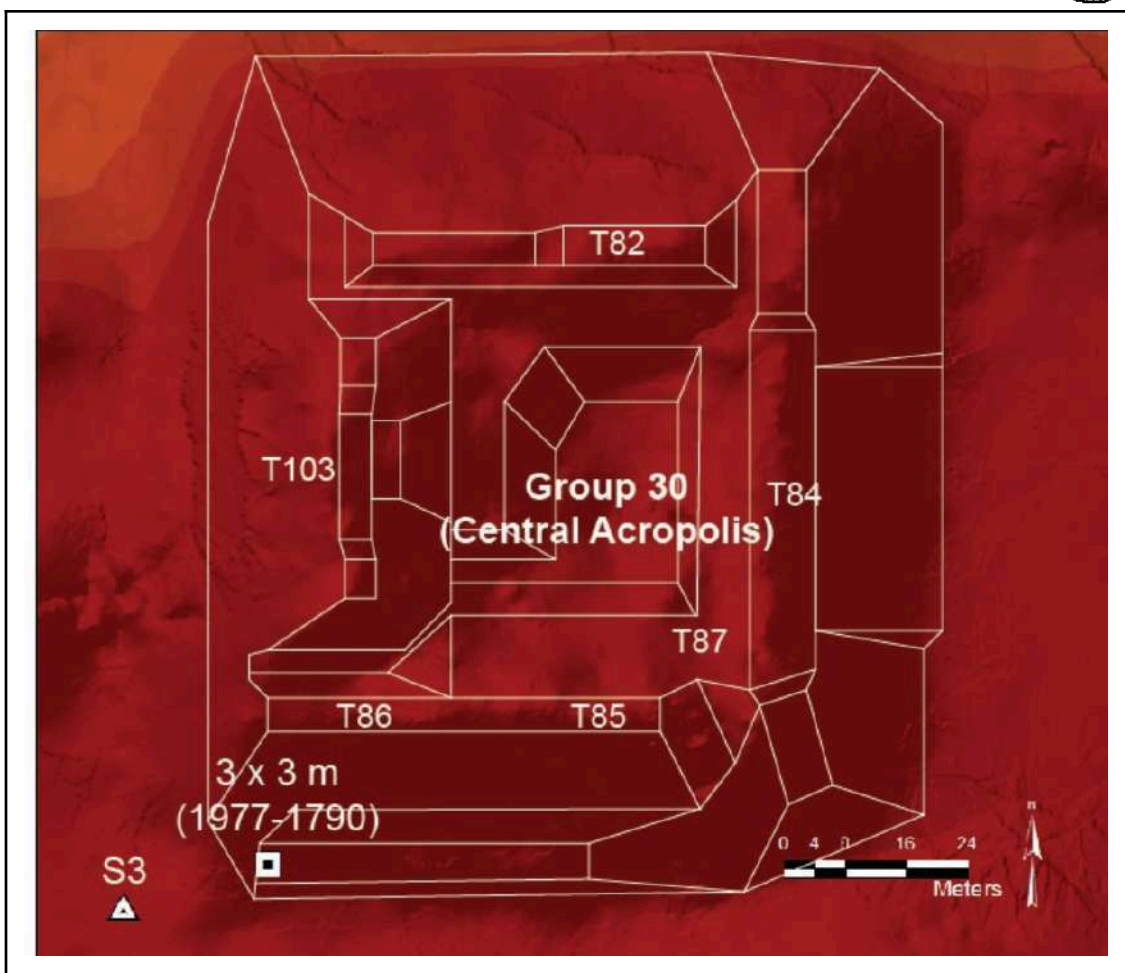 T82
T103
Group 30
(Central Acropolis)
T84
T87
T86
T85
3 x 3 m
(1977-1790)
S3
0 4 8 16 24
Meters
n